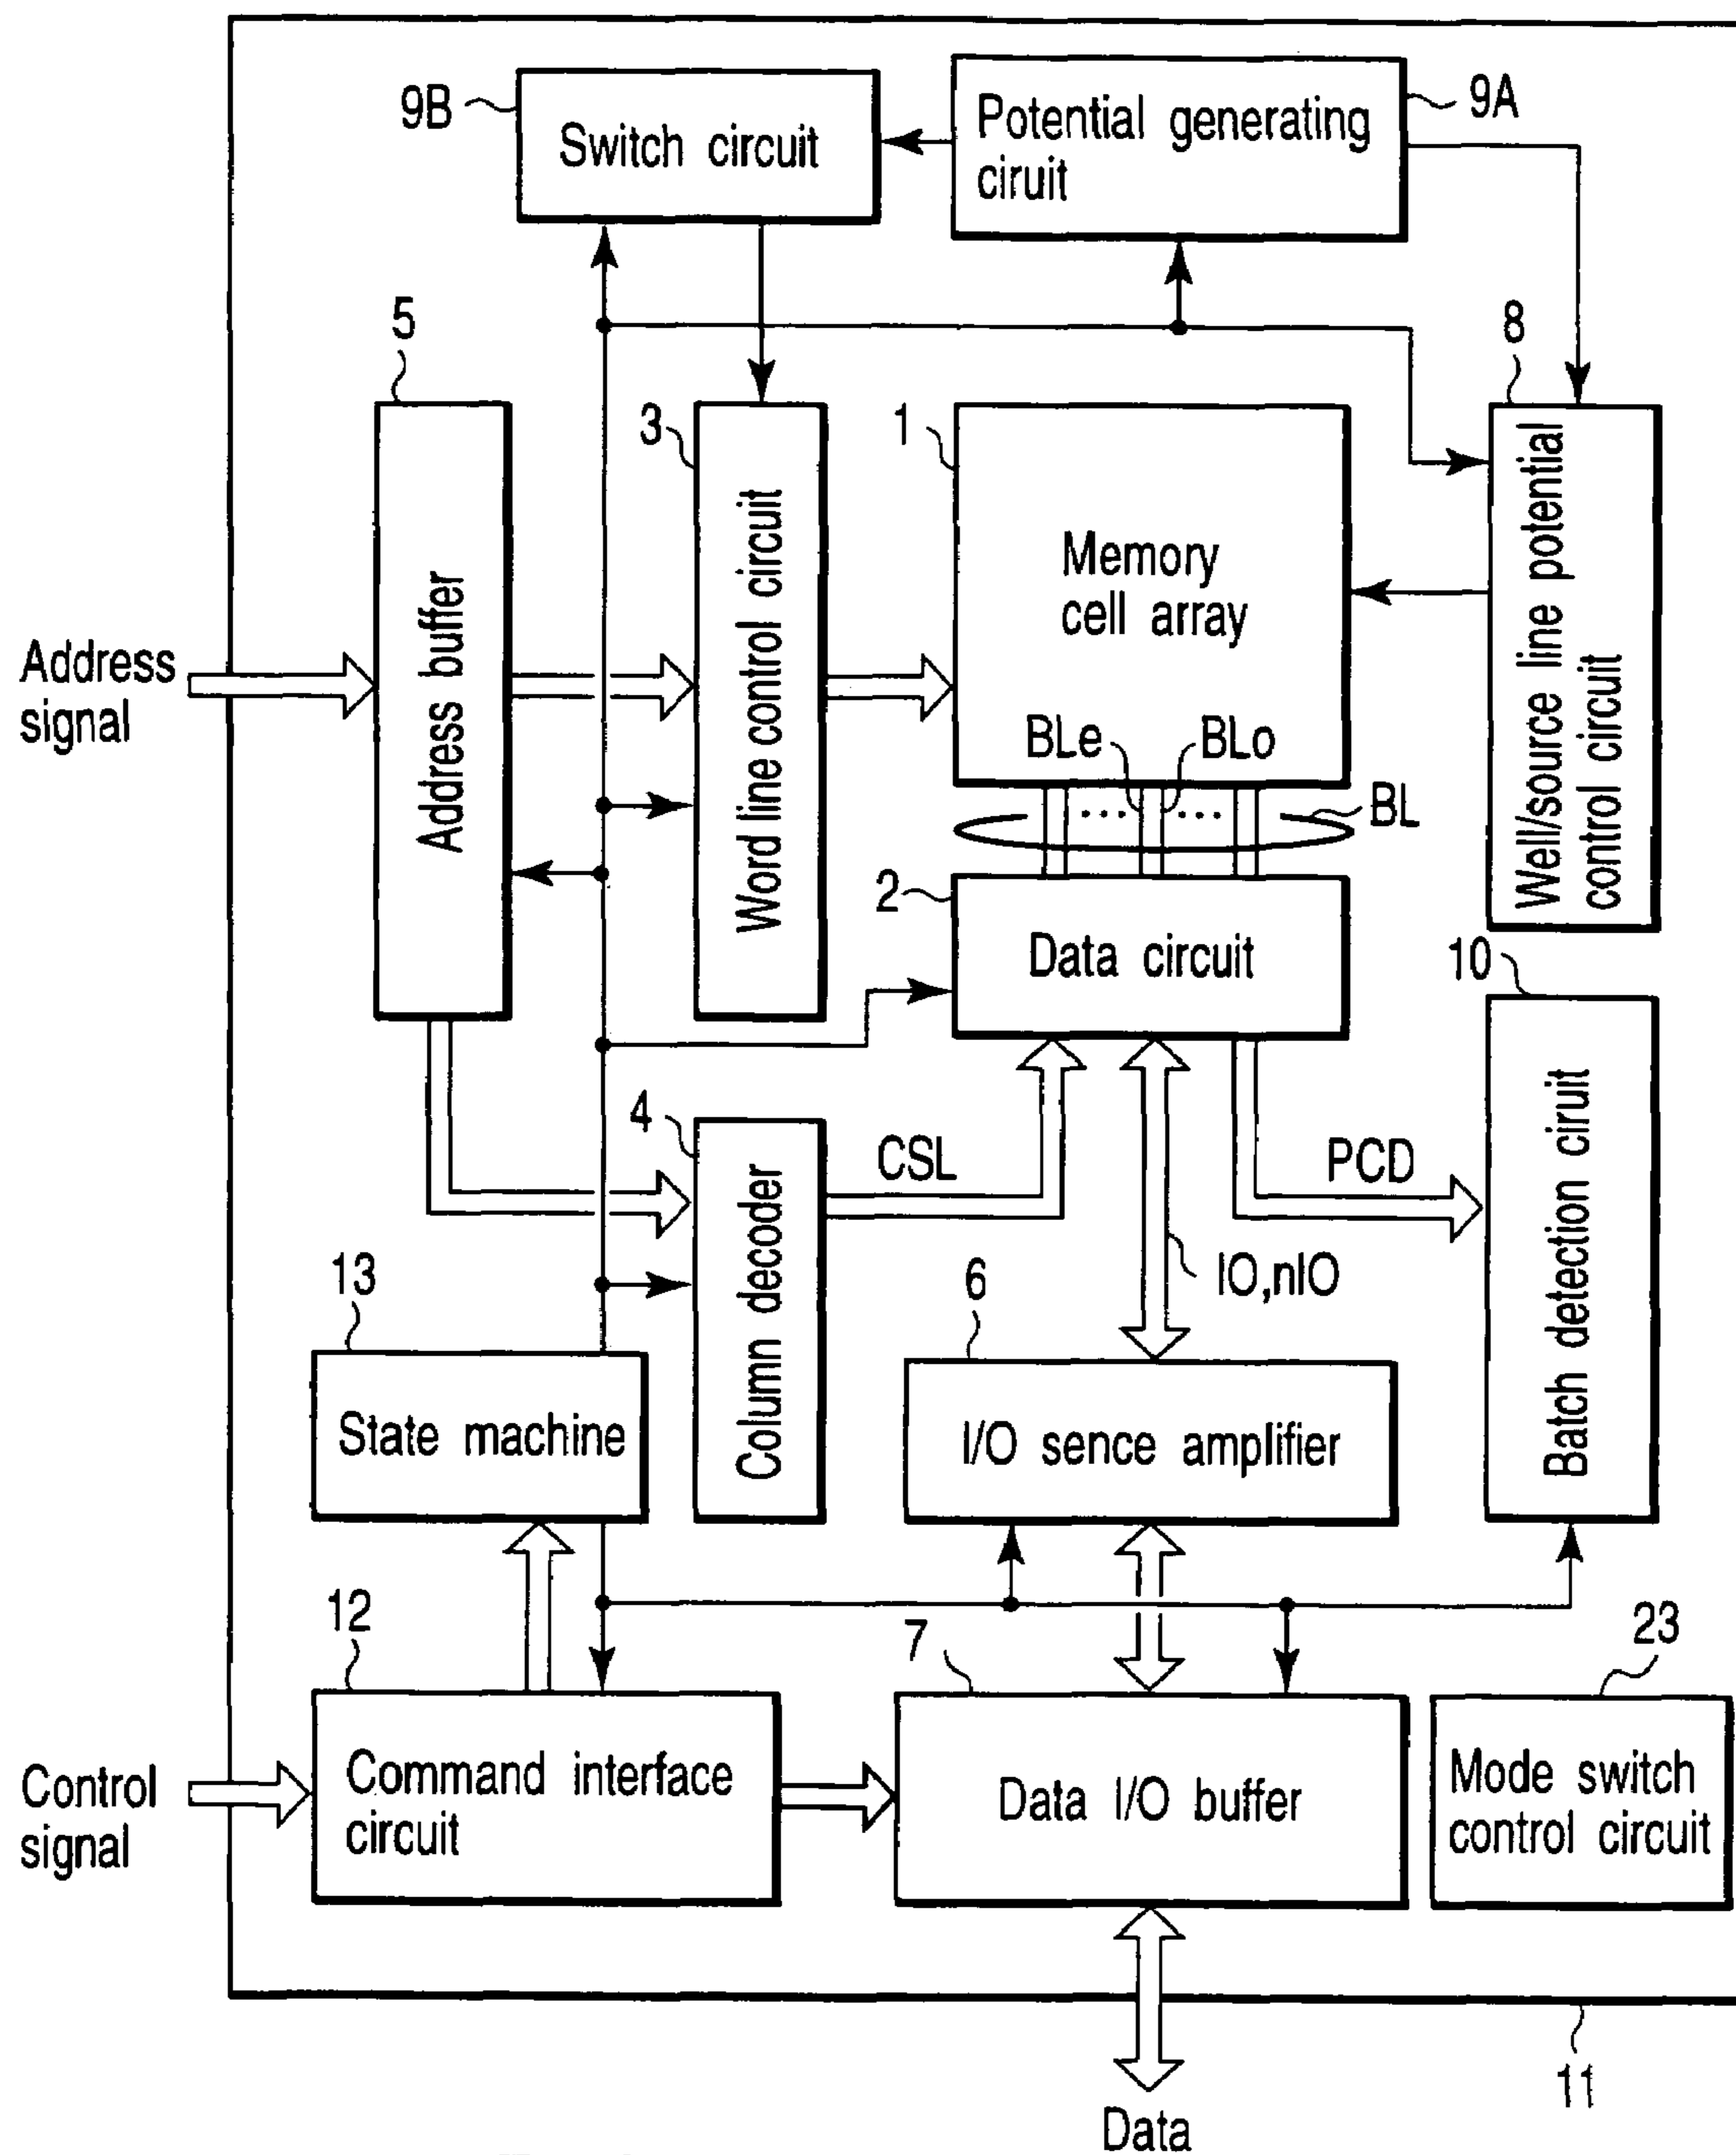 9B
Switch circuit
Potential generating
ciruit
9A
5
3
1
8
Address
signal
Address buffer
Word line control circuit
Memory
cell array
BLe
BLo
BL
Well/source line potential
control circuit
2
Data circuit
10
4
CSL
PCD
Column decoder
IO,nIO
Batch detection ciruit
13
State machine
6
I/O sence amplifier
12
7
23
Control
signal
Command interface
circuit
Data I/O buffer
Mode switch
control circuit
11
Data